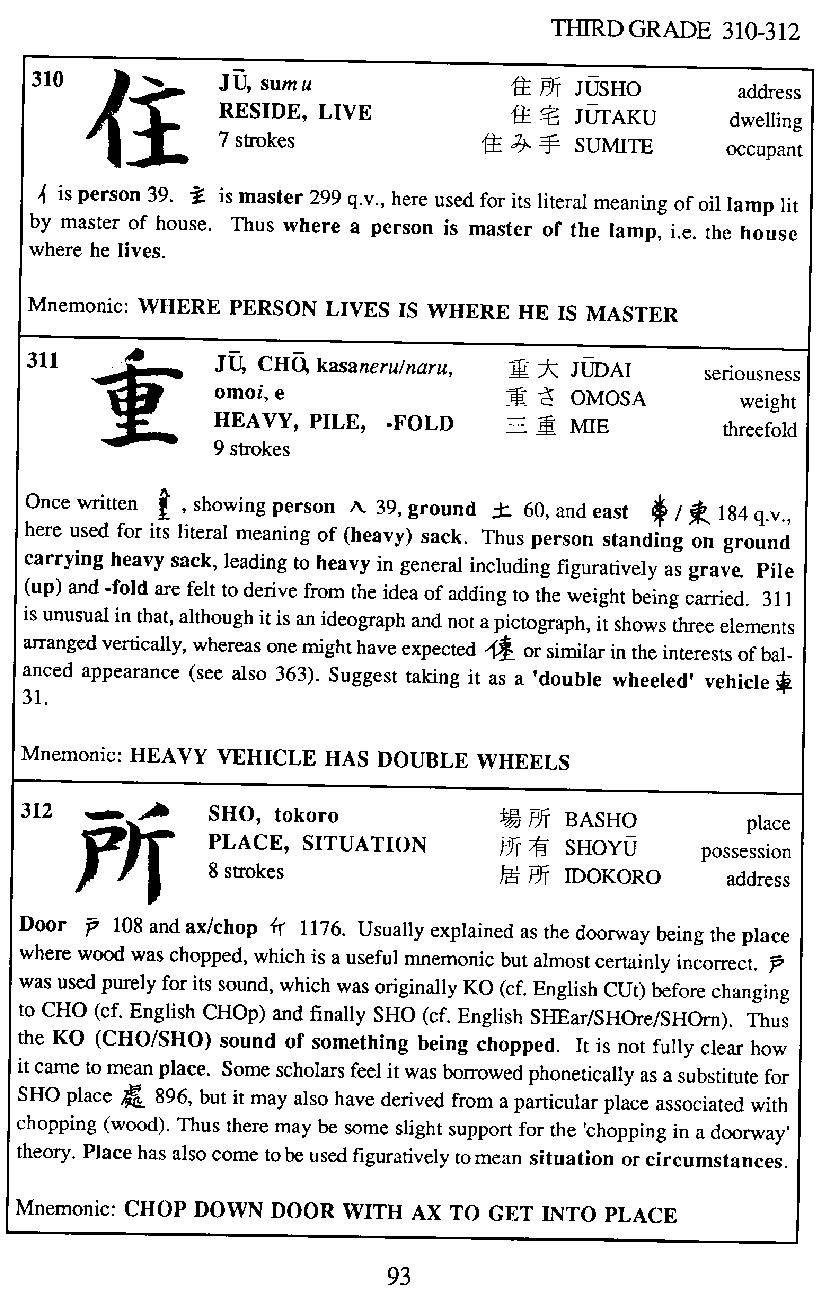 THIRD GRADE 310-312
310 住 JŪ, sumu 住所 JŪSHO address
RESIDE, LIVE 住宅 JŪTAKU dwelling
7 strokes 住み手 SUMITE occupant
亻 is person 39. 主 is master 299 q.v., here used for its literal meaning of oil lamp lit
by master of house. Thus where a person is master of the lamp, i.e. the house
where he lives.
Mnemonic: WHERE PERSON LIVES IS WHERE HE IS MASTER
311 重 JŪ, CHŌ, kasaneru/naru, 重大 JŪDAI seriousness
omoi, e 重さ OMOSA weight
HEAVY, PILE, -FOLD 三重 MIE threefold
9 strokes
Once written , showing person 人 39, ground 土 60, and east / 東 184 q.v.,
here used for its literal meaning of (heavy) sack. Thus person standing on ground
carrying heavy sack, leading to heavy in general including figuratively as grave. Pile
(up) and -fold are felt to derive from the idea of adding to the weight being carried. 311
is unusual in that, although it is an ideograph and not a pictograph, it shows three elements
arranged vertically, whereas one might have expected or similar in the interests of bal-
anced appearance (see also 363). Suggest taking it as a 'double wheeled' vehicle 車
31.
Mnemonic: HEAVY VEHICLE HAS DOUBLE WHEELS
312 所 SHO, tokoro 場所 BASHO place
PLACE, SITUATION 所有 SHOYŪ possession
8 strokes 居所 IDOKORO address
Door 戸 108 and ax/chop 斤 1176. Usually explained as the doorway being the place
where wood was chopped, which is a useful mnemonic but almost certainly incorrect. 戸
was used purely for its sound, which was originally KO (cf. English CUt) before changing
to CHO (cf. English CHOp) and finally SHO (cf. English SHEar/SHOre/SHOrn). Thus
the KO (CHO/SHO) sound of something being chopped. It is not fully clear how
it came to mean place. Some scholars feel it was borrowed phonetically as a substitute for
SHO place 處 896, but it may also have derived from a particular place associated with
chopping (wood). Thus there may be some slight support for the 'chopping in a doorway'
theory. Place has also come to be used figuratively to mean situation or circumstances.
Mnemonic: CHOP DOWN DOOR WITH AX TO GET INTO PLACE
93